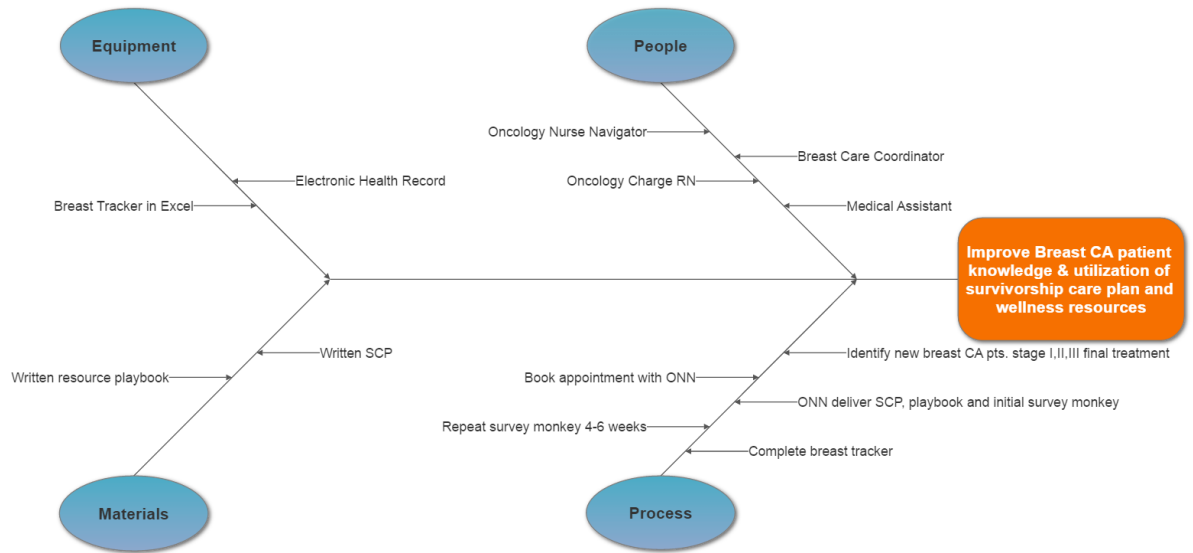 Equipment
People
Oncology Nurse Navigator
Breast Care Coordinator
Electronic Health Record
Oncology Charge RN
Breast Tracker in Excel
Medical Assistant
Improve Breast CA patient
knowledge & utilization of
survivorship care plan and
wellness resources
Written SCP
Identify new breast CA pts. stage I,II,III final treatment
Written resource playbook
Book appointment with ONN
ONN deliver SCP, playbook and initial survey monkey
Repeat survey monkey 4-6 weeks
Complete breast tracker
Materials
Process